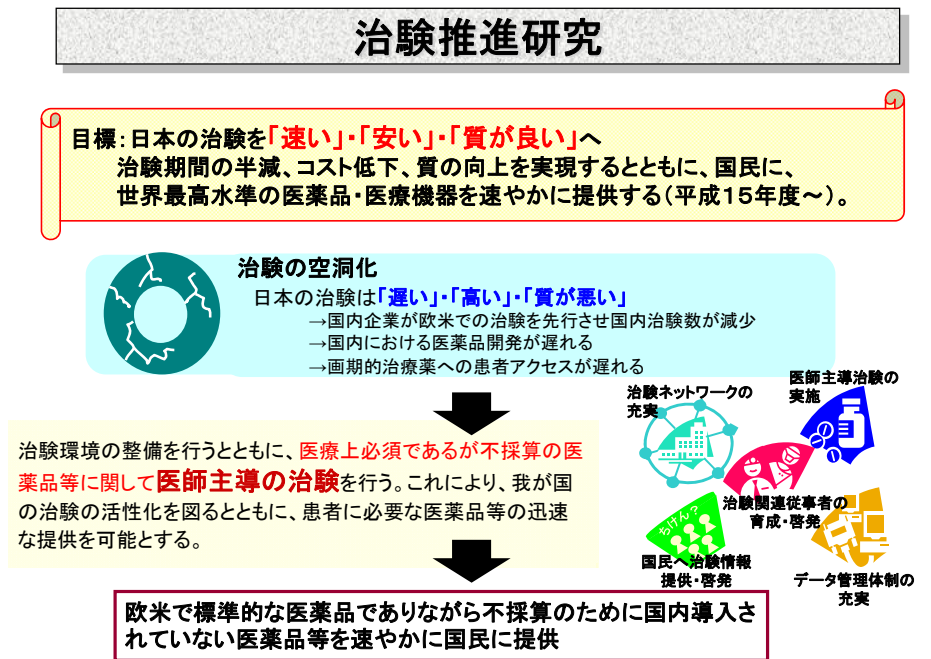 治験推進研究
目標：日本の治験を「速い」・「安い」・「質が良い」へ
治験期間の半減、コスト低下、質の向上を実現するとともに、国民に、
世界最高水準の医薬品・医療機器を速やかに提供する（平成１５年度～）。
治験の空洞化
日本の治験は「遅い」・「高い」・「質が悪い」
→国内企業が欧米での治験を先行させ国内治験数が減少
→国内における医薬品開発が遅れる
→画期的治療薬への患者アクセスが遅れる
治験環境の整備を行うとともに、医療上必須であるが不採算の医
薬品等に関して医師主導の治験を行う。これにより、我が国
の治験の活性化を図るとともに、患者に必要な医薬品等の迅速
な提供を可能とする。
治験ネットワークの
充実
医師主導治験の
実施
治験関連従事者の
育成・啓発
ちけん？
国民へ治験情報
提供・啓発
データ管理体制の
充実
欧米で標準的な医薬品でありながら不採算のために国内導入さ
れていない医薬品等を速やかに国民に提供